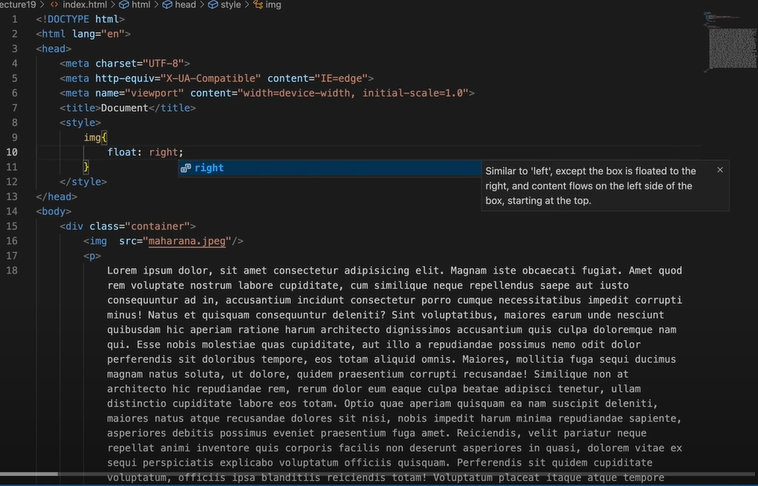 ecture19 > <> index.html > html > head > style > img
1 <!DOCTYPE html>
2 <html lang="en">
3 <head>
4 <meta charset="UTF-8">
5 <meta http-equiv="X-UA-Compatible" content="IE=edge">
6 <meta name="viewport" content="width=device-width, initial-scale=1.0">
7 <title>Document</title>
8 <style>
9 img{
10 float: right;
11 }
right
Similar to 'left', except the box is floated to the
right, and content flows on the left side of the
box, starting at the top.
12 </style>
13 </head>
14 <body>
15 <div class="container">
16 <img  src="maharana.jpeg"/>
17 <p>
18 Lorem ipsum dolor, sit amet consectetur adipisicing elit. Magnam iste obcaecati fugiat. Amet quod
rem voluptate nostrum labore cupiditate, cum similique neque repellendus saepe aut iusto
consequuntur ad in, accusantium incidunt consectetur porro cumque necessitatibus impedit corrupti
minus! Natus et quisquam consequuntur deleniti? Sint voluptatibus, maiores earum unde nesciunt
quibusdam hic aperiam ratione harum architecto dignissimos accusantium quis culpa doloremque nam
qui. Esse nobis molestiae quas cupiditate, aut illo a repudiandae possimus nemo odit dolor
perferendis sit doloribus tempore, eos totam aliquid omnis. Maiores, mollitia fuga sequi ducimus
magnam natus soluta, ut dolore, quidem praesentium corrupti recusandae! Similique non at
architecto hic repudiandae rem, rerum dolor eum eaque culpa beatae adipisci tenetur, ullam
distinctio cupiditate labore eos totam. Optio quae aperiam quisquam ea nam suscipit deleniti,
maiores natus atque recusandae dolores sit nisi, nobis impedit harum minima repudiandae sapiente,
asperiores debitis possimus eveniet praesentium fuga amet. Reiciendis, velit pariatur neque
repellat animi inventore quis corporis facilis non deserunt asperiores in quasi, dolorem vitae ex
sequi perspiciatis explicabo voluptatum officiis quisquam. Perferendis sit quidem cupiditate
voluptatum, officiis ipsa blanditiis reiciendis totam! Voluptatum placeat itaque atque tempore